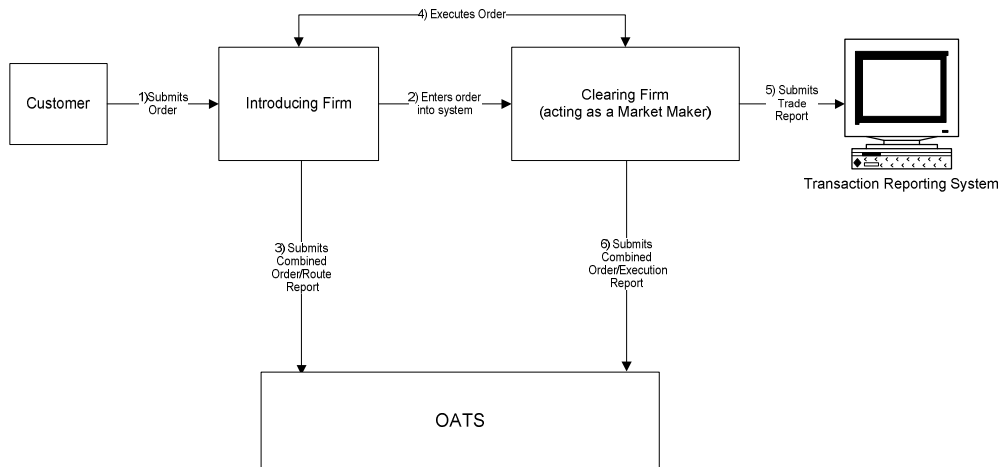 4) Executes Order
Customer
1)Submits
Order
Introducing Firm
2) Enters order
into system
Clearing Firm
(acting as a Market Maker)
5) Submits
Trade
Report
Transaction Reporting System
3) Submits
Combined
Order/Route
Report
6) Submits
Combined
Order/Execution
Report
OATS